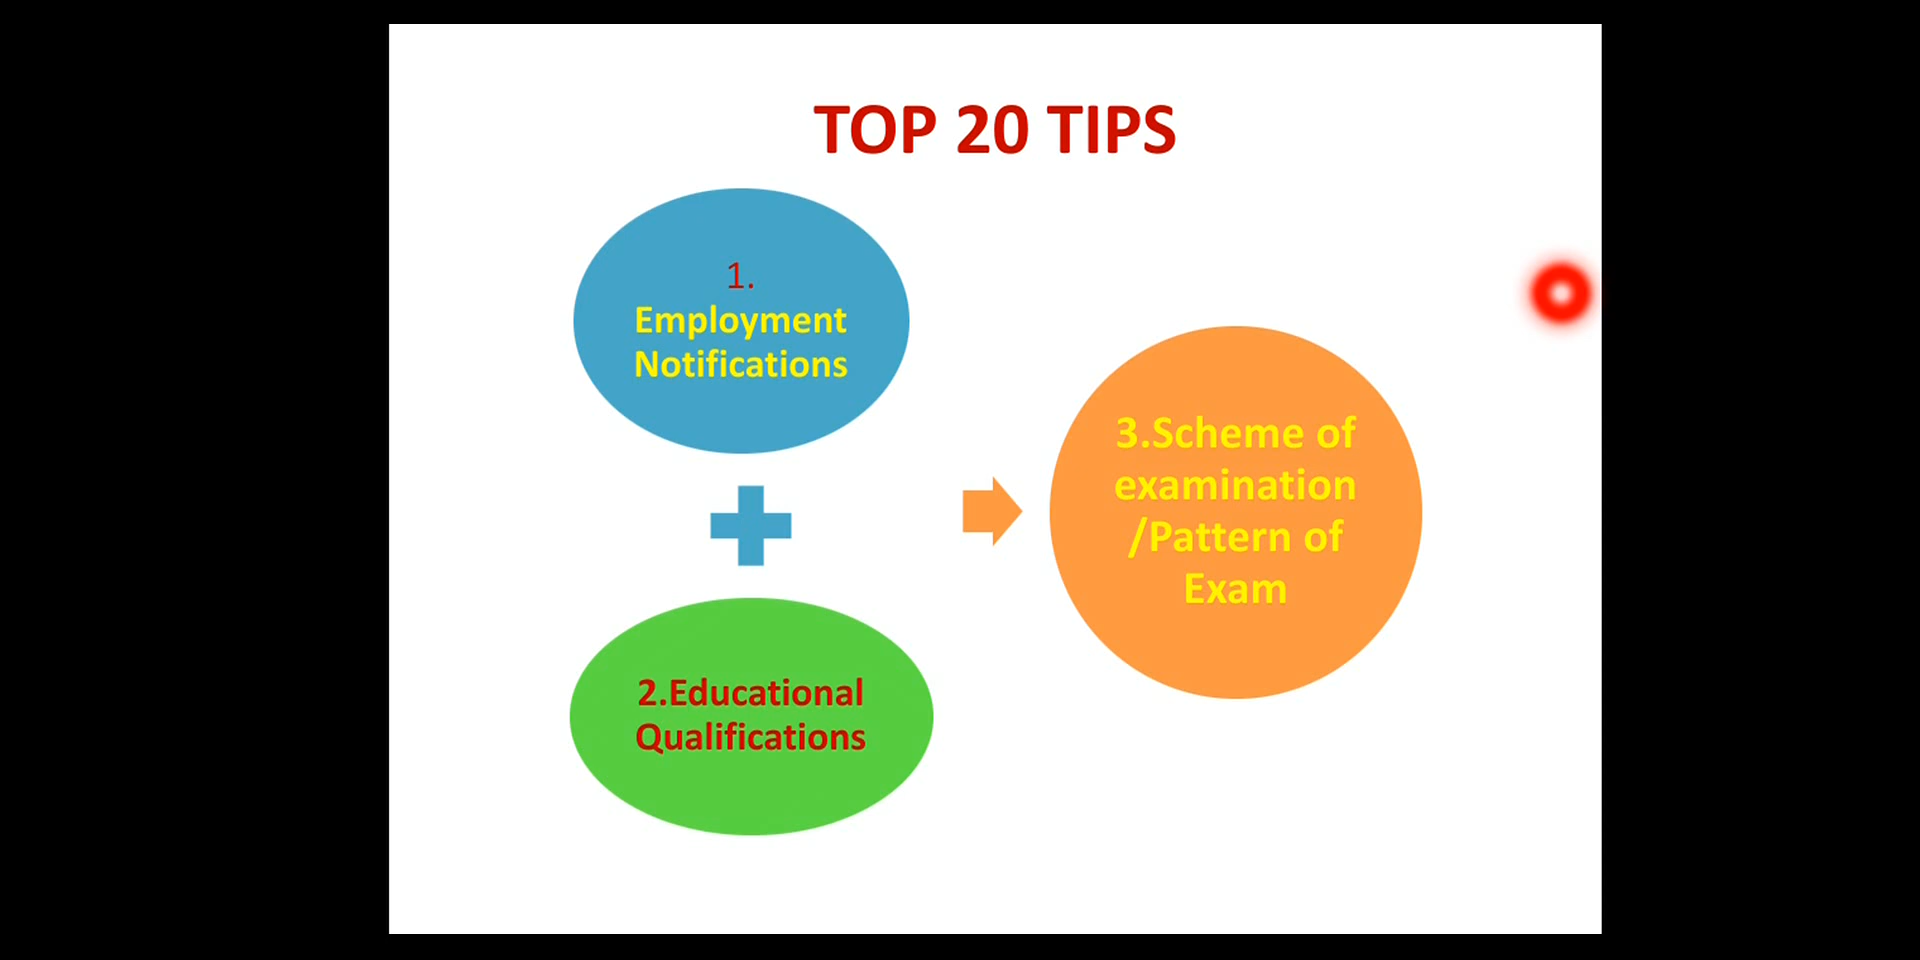 TOP 20 TIPS
1.
Employment
Notifications
2.Educational
Qualifications
3.Scheme of
examination
/Pattern of
Exam